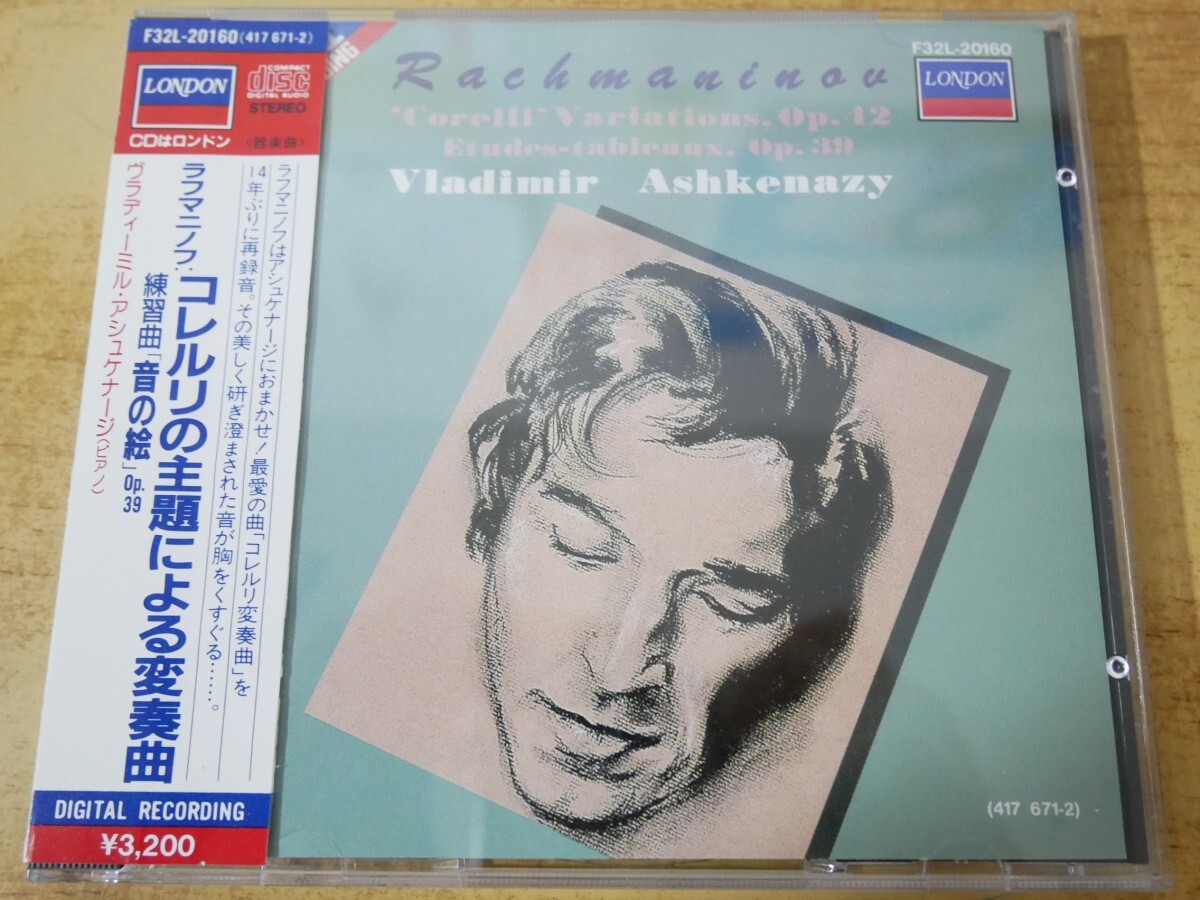 F32L-20160(417 671-2)
LONDON
COMPACT
disc
DIGITAL AUDIO
STEREO
CDはロンドン
〈器楽曲〉
ラフマニノフはアシュケナージにおまかせ! 最愛の曲「コレルリ変奏曲」を
14年ぶりに再録音。その美しく研ぎ澄まされた音が胸をくすぐる……。
ラフマニノフ:コレルリの主題による変奏曲
練習曲「音の絵」Op.39
ヴラディーミル・アシュケナージ(ピアノ)
DIGITAL RECORDING
¥3,200
Rachmaninov
'Corelli' Variations, Op. 42
Etudes-tableaux, Op. 39
Vladimir Ashkenazy
F32L-20160
LONDON
(417 671-2)